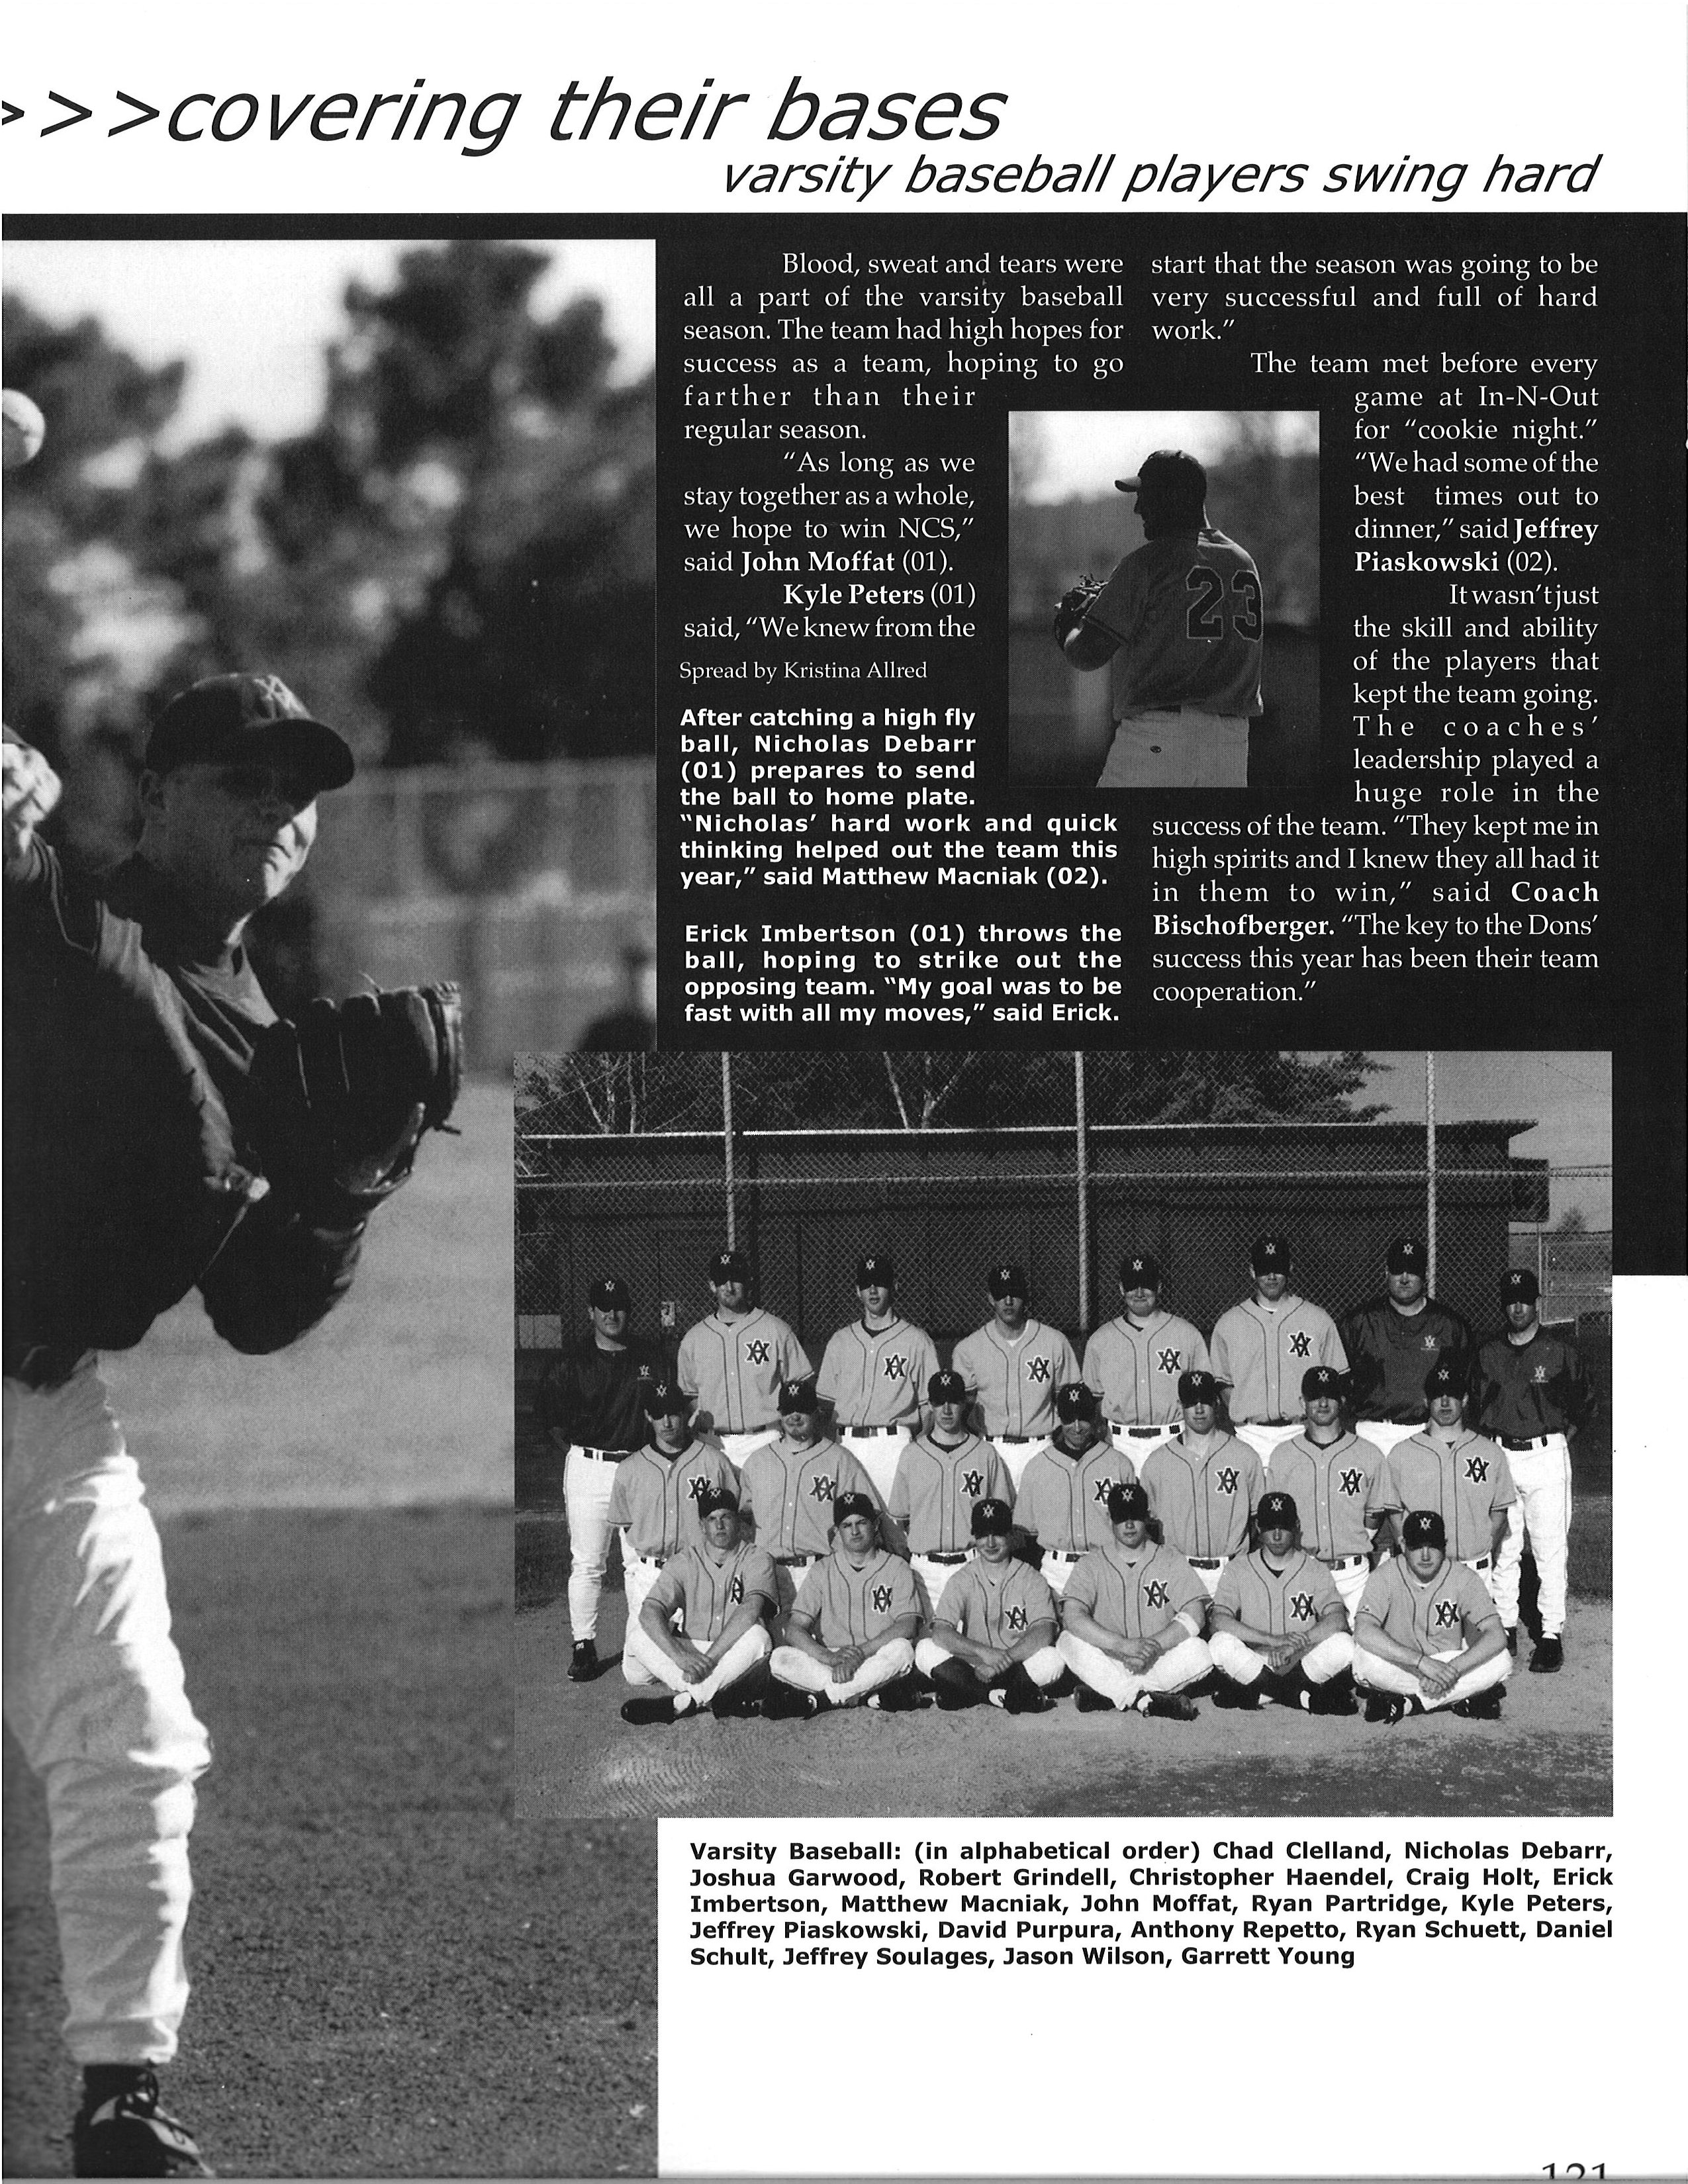 >>>covering their bases
varsity baseball players swing hard
Blood, sweat and tears were
all a part of the varsity baseball
season. The team had high hopes for
success as a team, hoping to go
farther than their
regular season.
"As long as we
stay together as a whole,
we hope to win NCS,"
said John Moffat (01).
Kyle Peters (01)
said, "We knew from the
start that the season was going to be
very successful and full of hard
work."
The team met before every
game at In-N-Out
for "cookie night."
"We had some of the
best times out to
dinner," said Jeffrey
Piaskowski (02).
It wasn't just
the skill and ability
of the players that
kept the team going.
The coaches'
leadership played a
huge role in the
success of the team. "They kept me in
high spirits and I knew they all had it
in them to win," said Coach
Bischofberger. "The key to the Dons'
success this year has been their team
cooperation."
Spread by Kristina Allred
After catching a high fly
ball, Nicholas Debarr
(01) prepares to send
the ball to home plate.
"Nicholas' hard work and quick
thinking helped out the team this
year," said Matthew Macniak (02).
Erick Imbertson (01) throws the
ball, hoping to strike out the
opposing team. "My goal was to be
fast with all my moves," said Erick.
23
Varsity Baseball: (in alphabetical order) Chad Clelland, Nicholas Debarr,
Joshua Garwood, Robert Grindell, Christopher Haendel, Craig Holt, Erick
Imbertson, Matthew Macniak, John Moffat, Ryan Partridge, Kyle Peters,
Jeffrey Piaskowski, David Purpura, Anthony Repetto, Ryan Schuett, Daniel
Schult, Jeffrey Soulages, Jason Wilson, Garrett Young
121